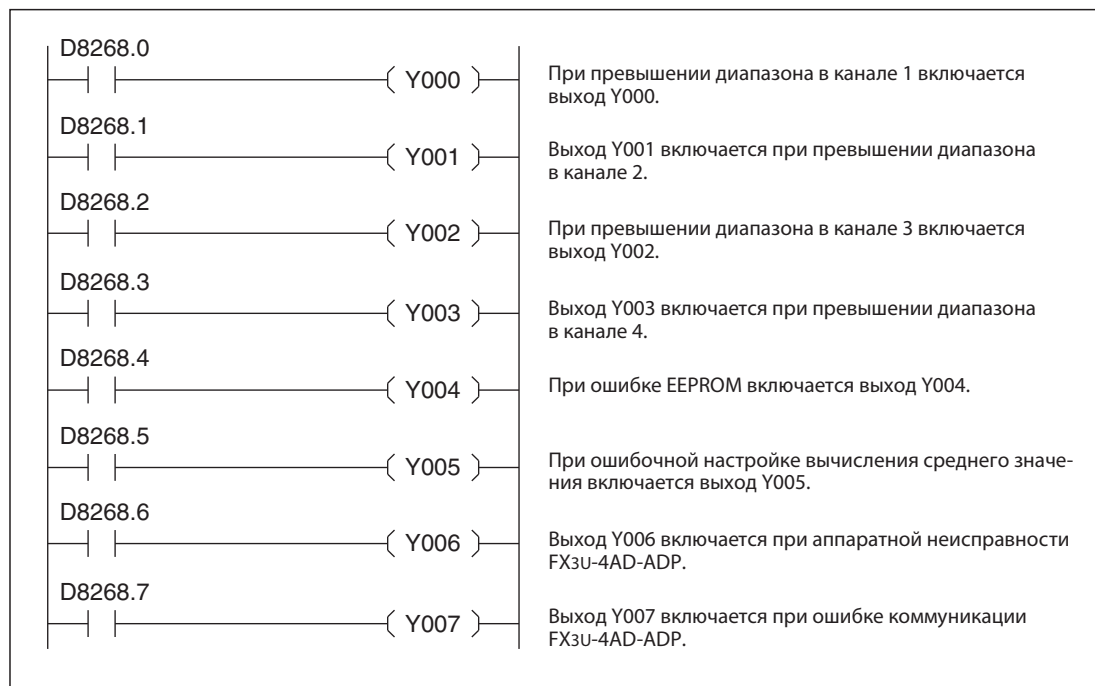 D8268.0
Y000
При превышении диапазона в канале 1 включается
выход Y000.
D8268.1
Y001
Выход Y001 включается при превышении диапазона
в канале 2.
D8268.2
Y002
При превышении диапазона в канале 3 включается
выход Y002.
D8268.3
Y003
Выход Y003 включается при превышении диапазона
в канале 4.
D8268.4
Y004
При ошибке EEPROM включается выход Y004.
D8268.5
Y005
При ошибочной настройке вычисления среднего значе-
ния включается выход Y005.
D8268.6
Y006
Выход Y006 включается при аппаратной неисправности
FX3U-4AD-ADP.
D8268.7
Y007
Выход Y007 включается при ошибке коммуникации
FX3U-4AD-ADP.